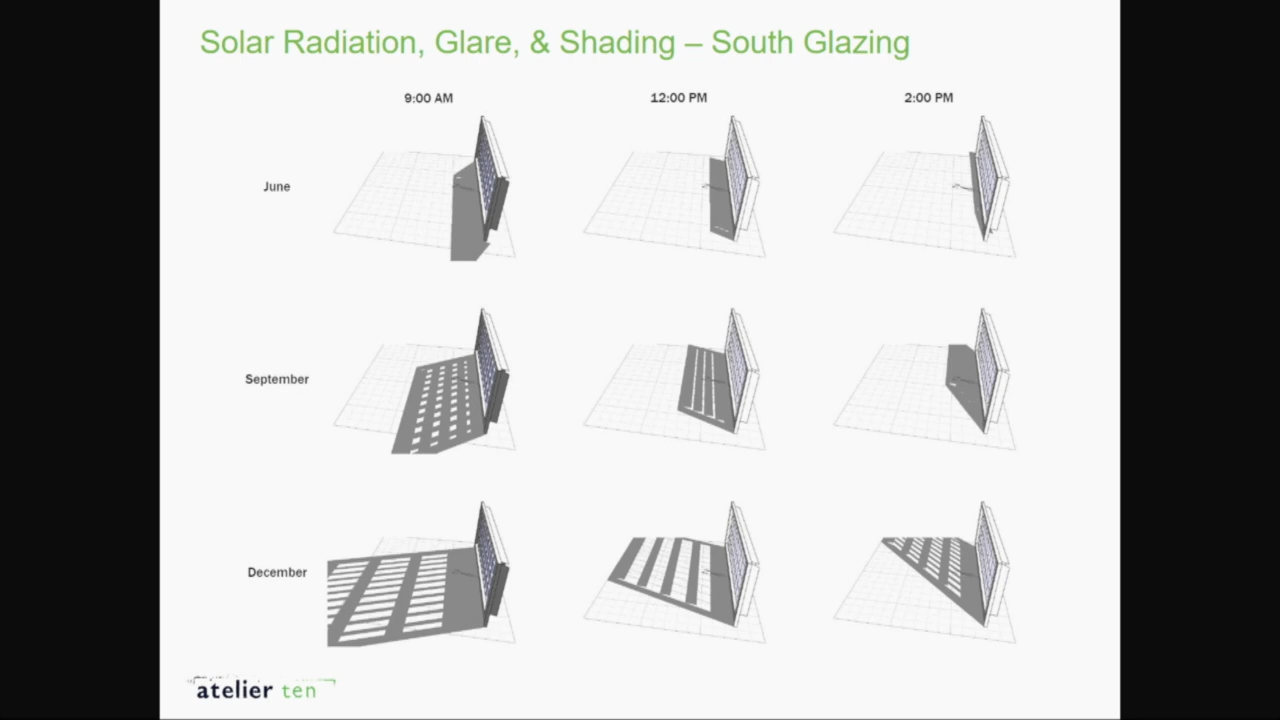 Solar Radiation, Glare, & Shading – South Glazing
9:00 AM
12:00 PM
2:00 PM
June
September
December
atelier ten